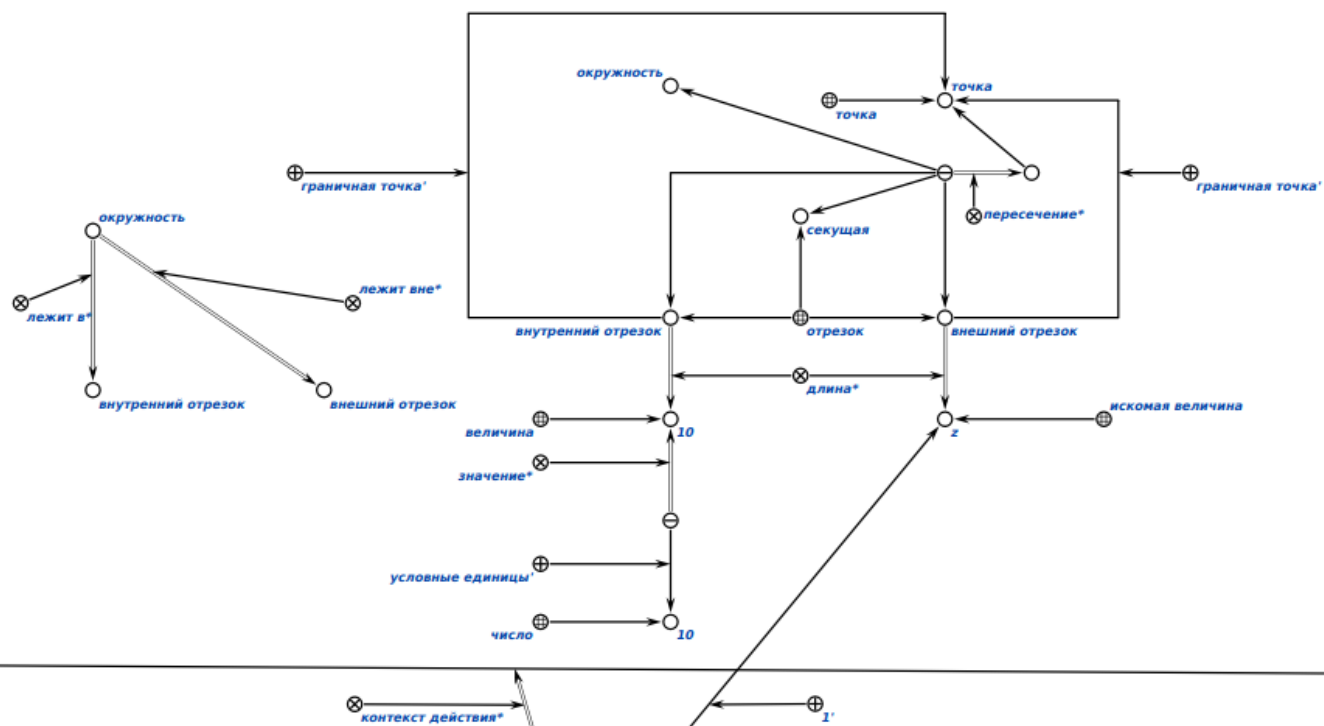 окружность
точка
точка
граничная точка'
граничная точка'
окружность
пересечение*
секущая
лежит вне*
лежит в*
внутренний отрезок
отрезок
внешний отрезок
длина*
внутренний отрезок
внешний отрезок
искомая величина
величина
10
z
значение*
условные единицы'
число
10
контекст действия*
1'